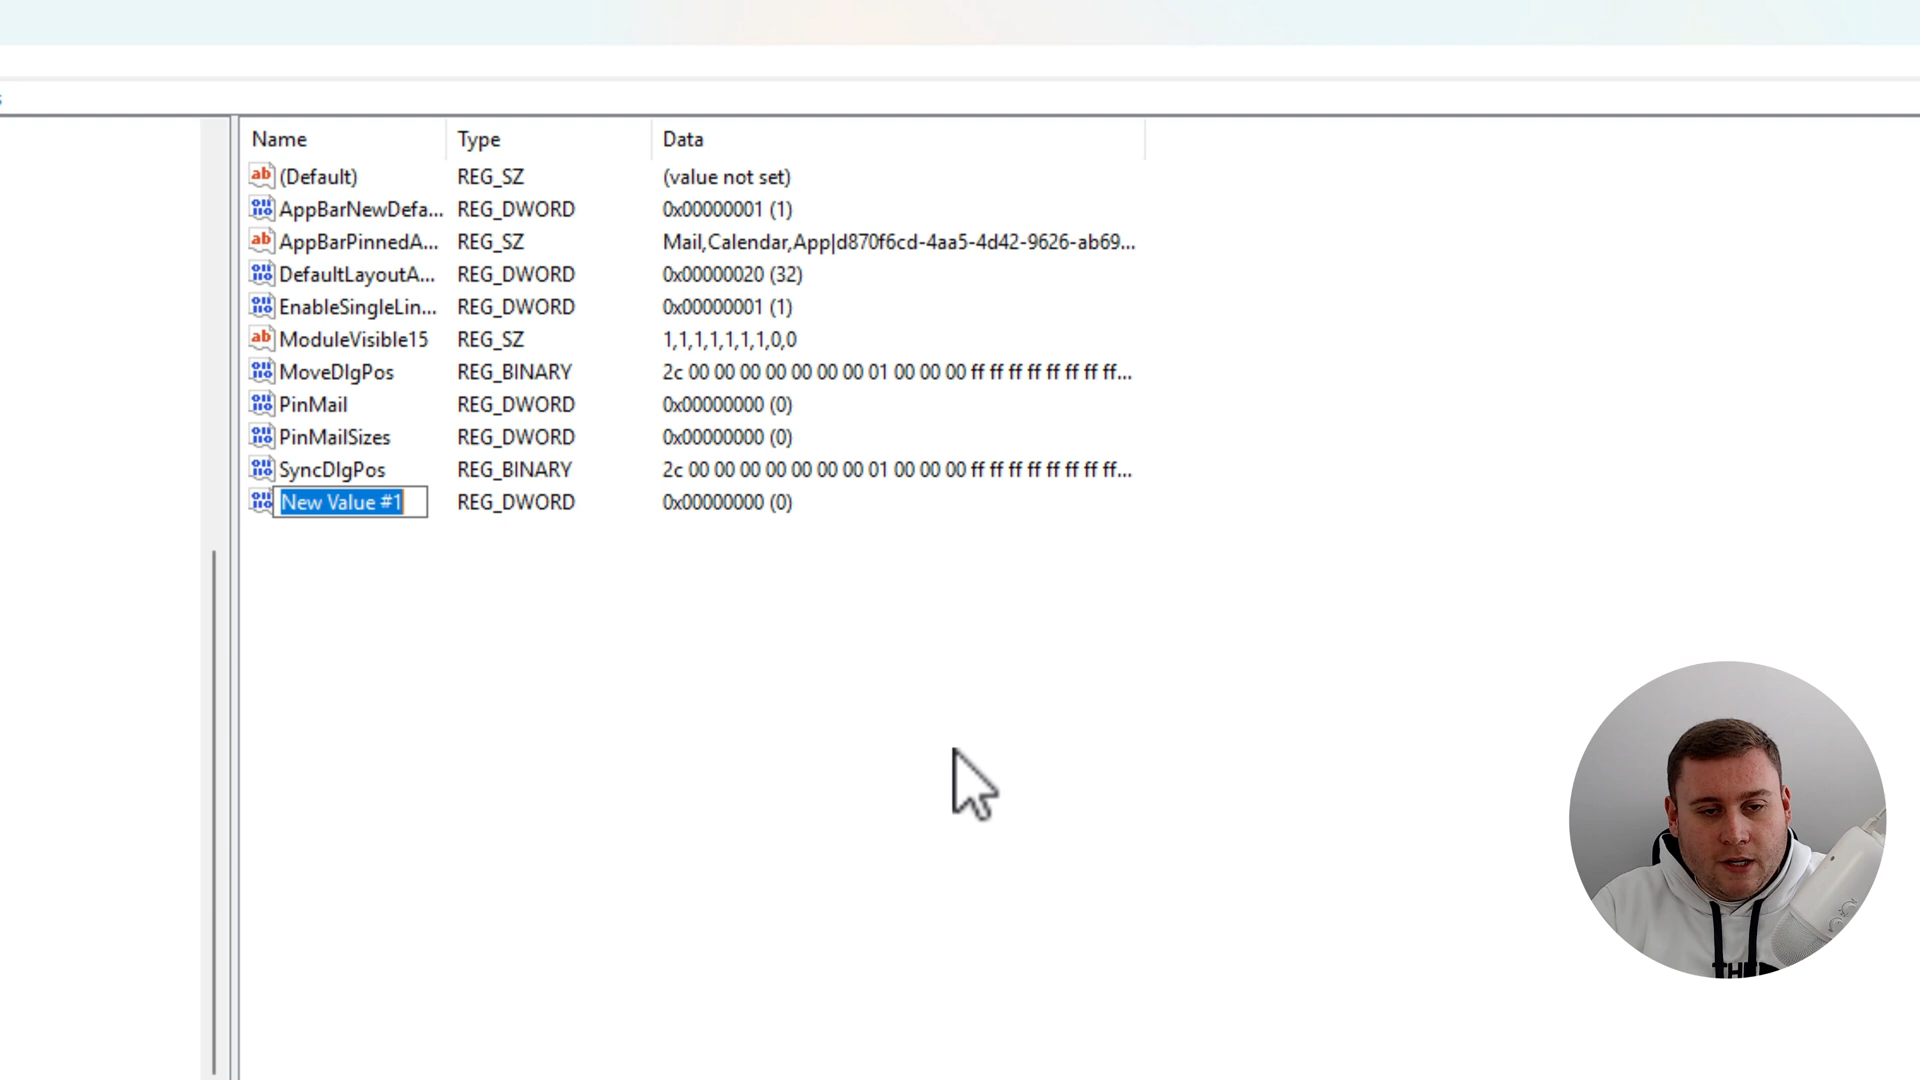 Name Type Data
(Default) REG_SZ (value not set)
AppBarNewDefa... REG_DWORD 0x00000001 (1)
AppBarPinnedA... REG_SZ Mail,Calendar,App|d870f6cd-4aa5-4d42-9626-ab69...
DefaultLayoutA... REG_DWORD 0x00000020 (32)
EnableSingleLin... REG_DWORD 0x00000001 (1)
ModuleVisible15 REG_SZ 1,1,1,1,1,1,1,0,0
MoveDlgPos REG_BINARY 2c 00 00 00 00 00 00 00 01 00 00 00 ff ff ff ff ff ff ff ff...
PinMail REG_DWORD 0x00000000 (0)
PinMailSizes REG_DWORD 0x00000000 (0)
SyncDlgPos REG_BINARY 2c 00 00 00 00 00 00 00 01 00 00 00 ff ff ff ff ff ff ff ff...
New Value #1 REG_DWORD 0x00000000 (0)